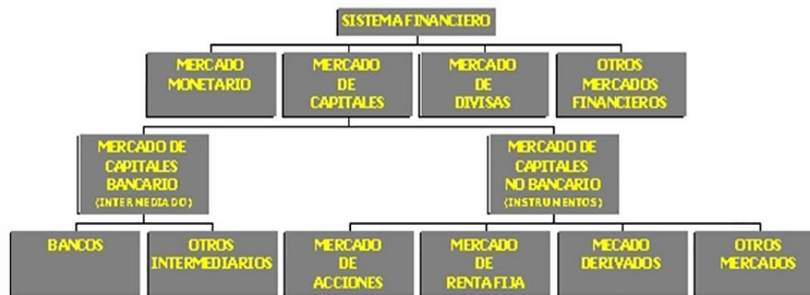 SISTEMA FINANCIERO
MERCADO
MONETARIO
MERCADO
DE
CAPITALES
MERCADO
DE
DIVISAS
OTROS
MERCADOS
FINANCIEROS
MERCADO DE
CAPITALES
BANCARIO
(INTERMEDIADO)
MERCADO DE
CAPITALES
NO BANCARIO
(INSTRUMENTOS)
BANCOS
OTROS
INTERMEDIARIOS
MERCADO
DE
ACCIONES
MERCADO
DE
RENTA FIJA
MECADO
DERIVADOS
OTROS
MERCADOS